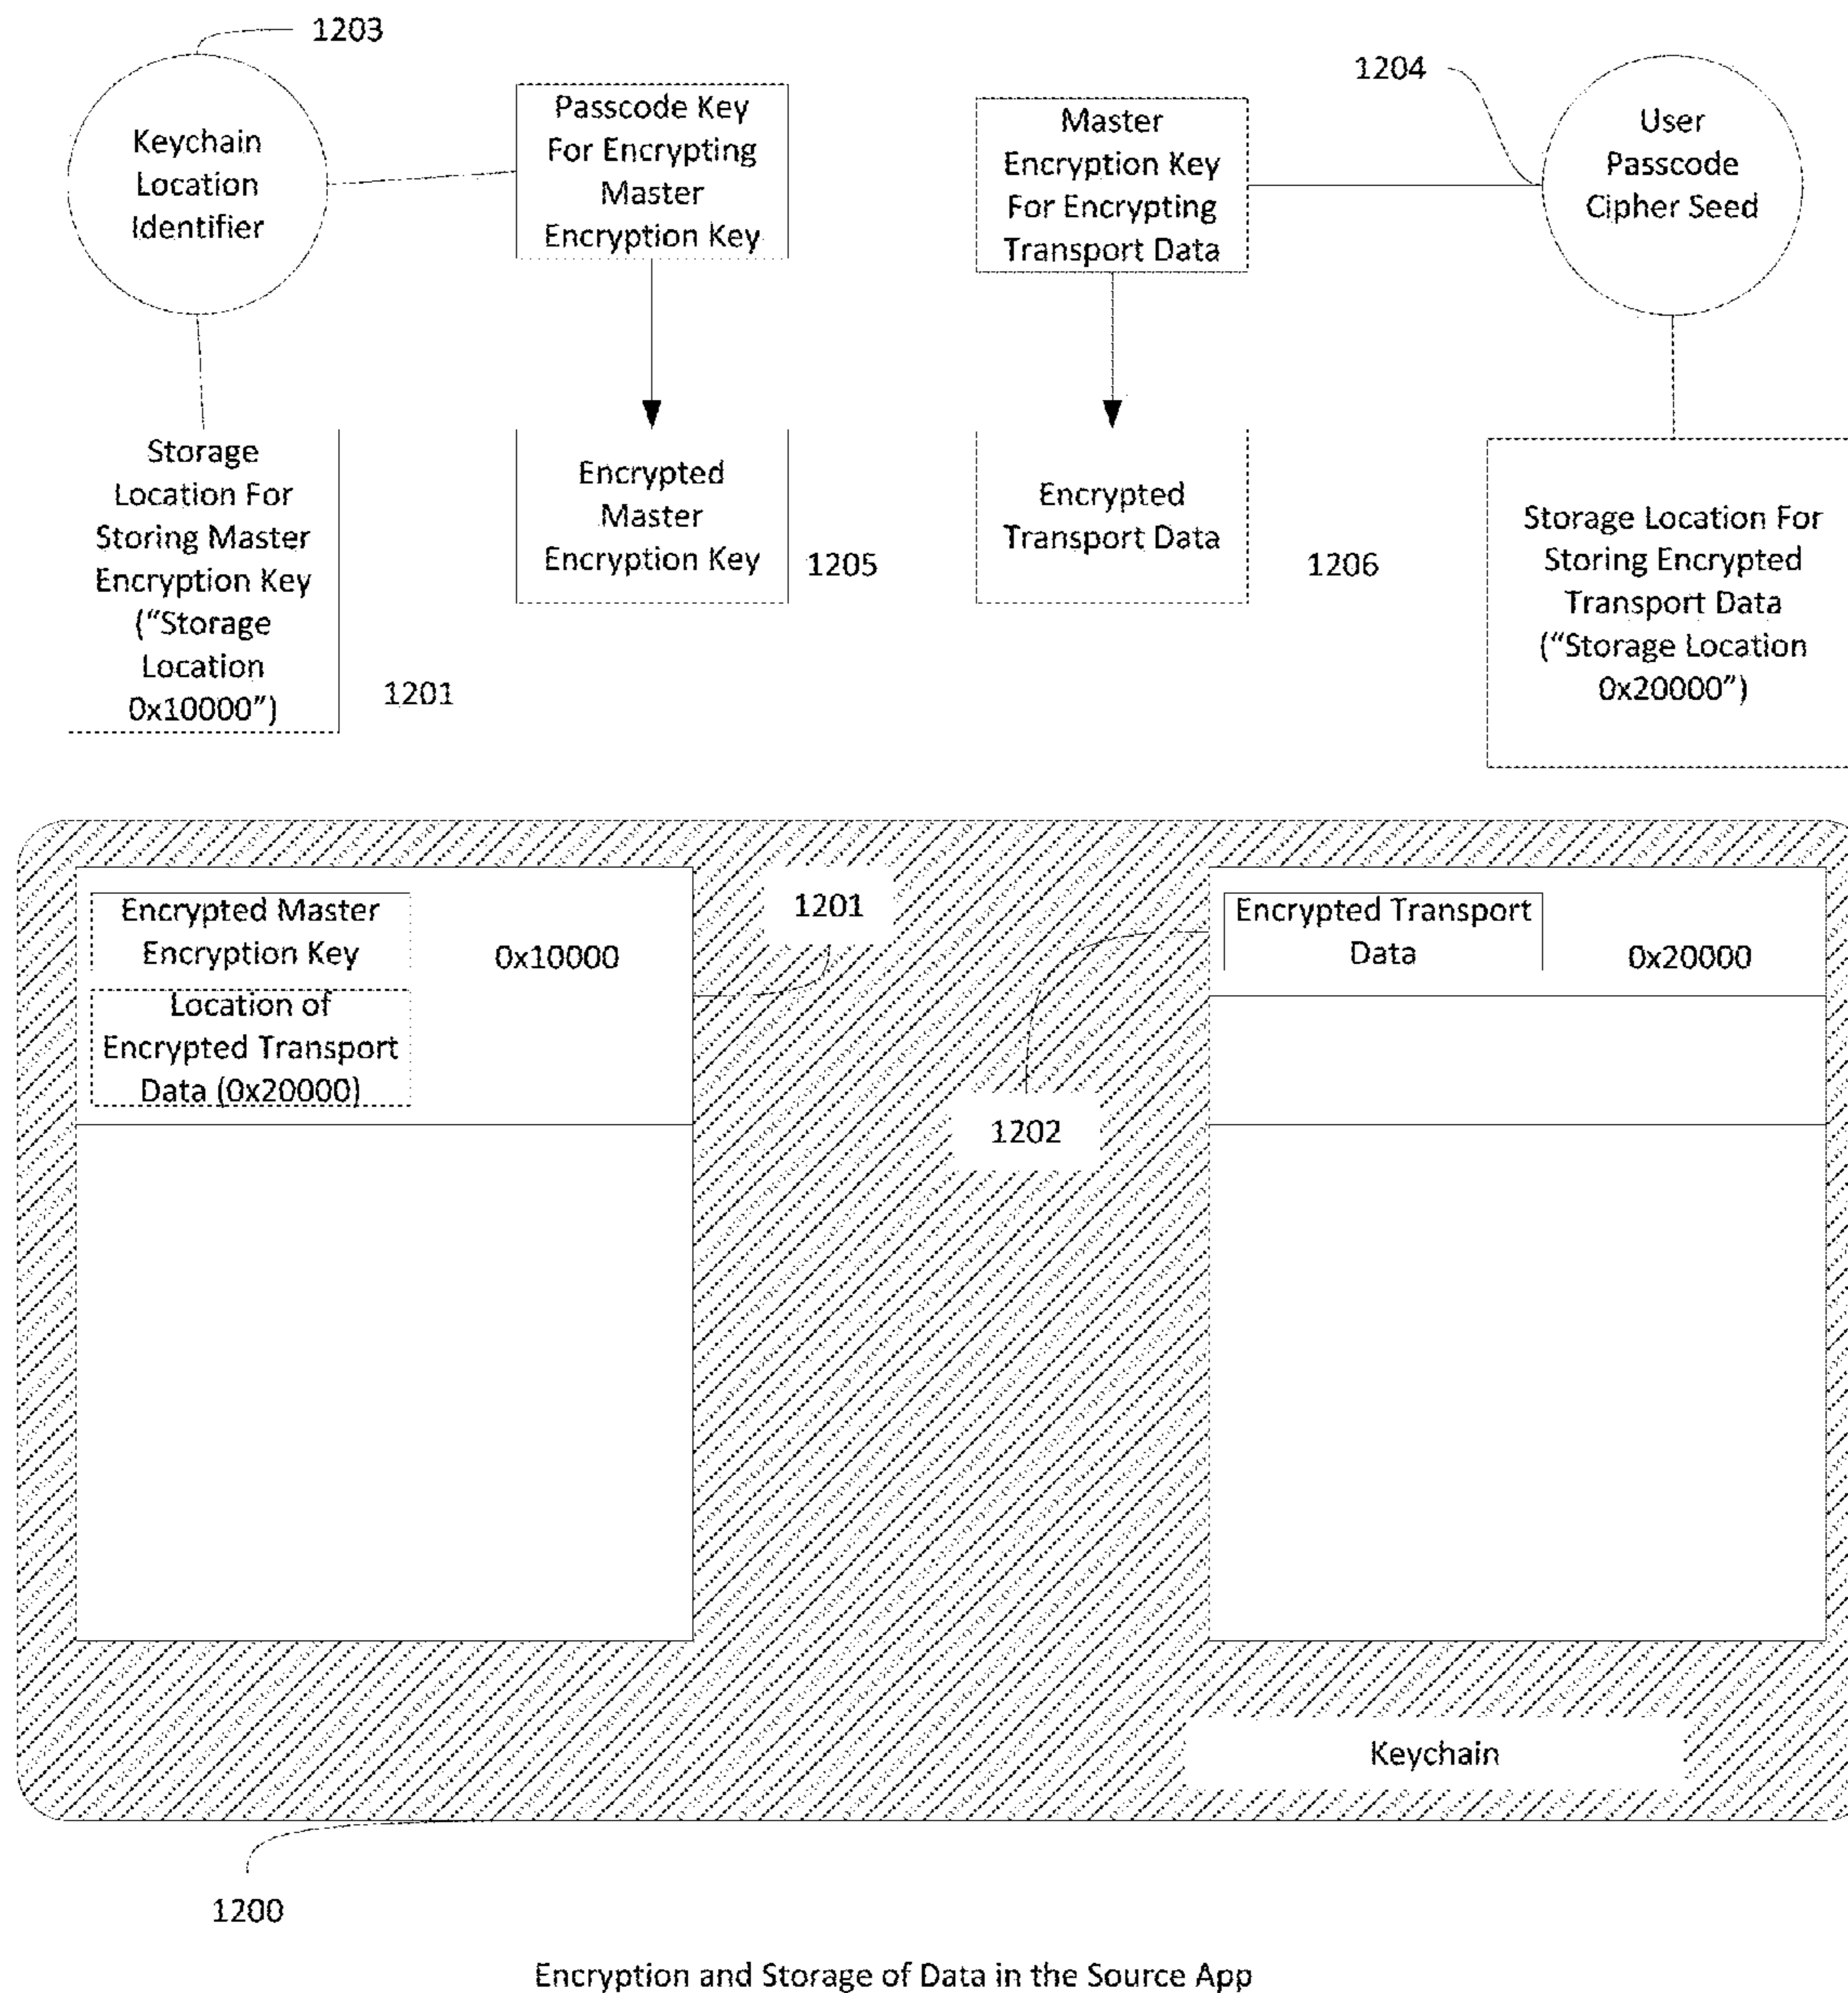 1203
Keychain
Location
Identifier
Passcode Key
For Encrypting
Master
Encryption Key
Master
Encryption Key
For Encrypting
Transport Data
1204
User
Passcode
Cipher Seed
Storage
Location For
Storing Master
Encryption Key
("Storage
Location
0x10000")
1201
Encrypted
Master
Encryption Key
1205
Encrypted
Transport Data
1206
Storage Location For
Storing Encrypted
Transport Data
("Storage Location
0x20000")
Encrypted Master
Encryption Key
0x10000
Location of
Encrypted Transport
Data (0x20000)
1201
1202
Encrypted Transport
Data
0x20000
Keychain
1200
Encryption and Storage of Data in the Source App